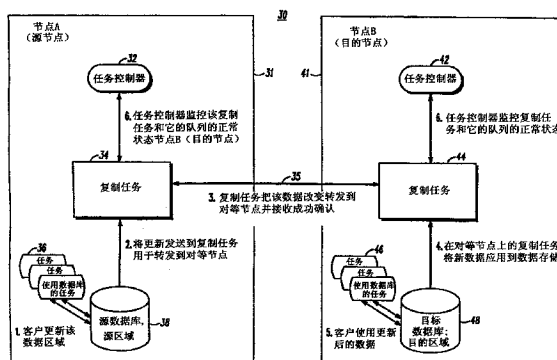 30
节点A
(源节点)
32
任务控制器
31
6. 任务控制器监控该复制
任务和它的队列的正常
状态节点B(目的节点)
34
复制任务
35
3. 复制任务把该数据改变转发到
对等节点并接收成功确认
2. 将更新发送到复制任务
用于转发到对等节点
36
任务
任务
使用数据库
的任务
1. 客户更新该
数据区域
源数据库,
源区域
38
节点B
(目的节点)
41
42
任务控制器
6. 任务控制器监控复制任
务和它的队列的正常状态
44
复制任务
4. 在对等节点上的复制任务
将新数据应用到数据存储
46
任务
任务
使用数据库
的任务
5. 客户使用更新
后的数据
目标
数据库;
目的区域
48